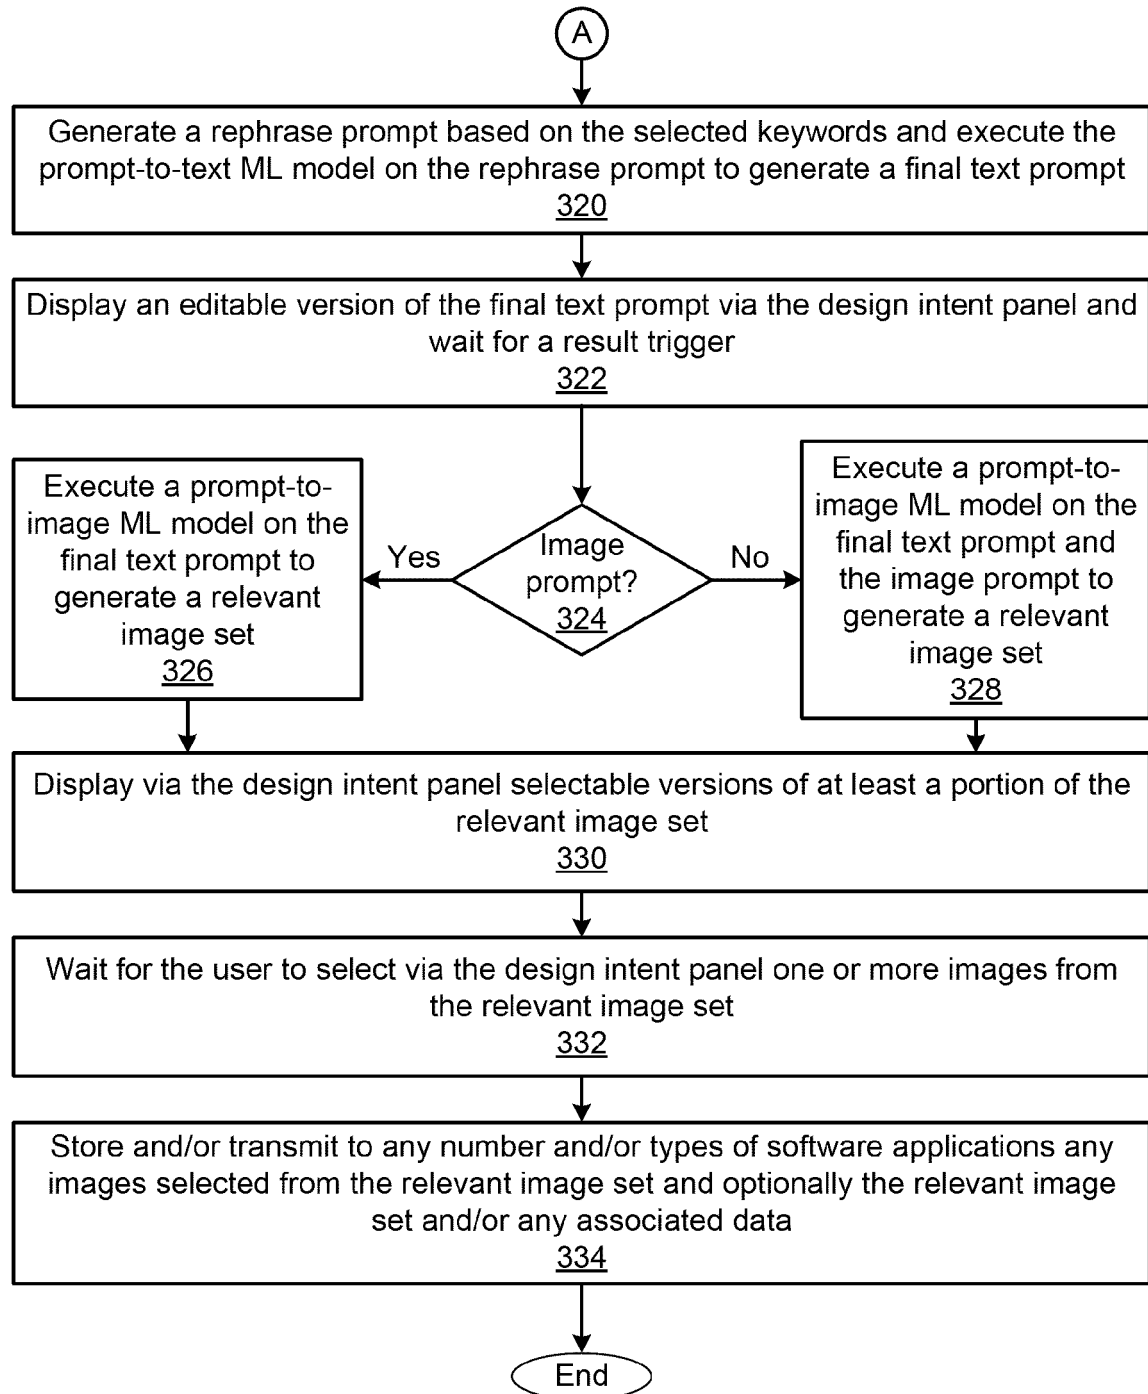 A
Generate a rephrase prompt based on the selected keywords and execute the
prompt-to-text ML model on the rephrase prompt to generate a final text prompt
320
Display an editable version of the final text prompt via the design intent panel and
wait for a result trigger
322
Execute a prompt-to-
image ML model on the
final text prompt to
generate a relevant
image set
326
Yes
Image
prompt?
324
No
Execute a prompt-to-
image ML model on the
final text prompt and
the image prompt to
generate a relevant
image set
328
Display via the design intent panel selectable versions of at least a portion of the
relevant image set
330
Wait for the user to select via the design intent panel one or more images from
the relevant image set
332
Store and/or transmit to any number and/or types of software applications any
images selected from the relevant image set and optionally the relevant image
set and/or any associated data
334
End